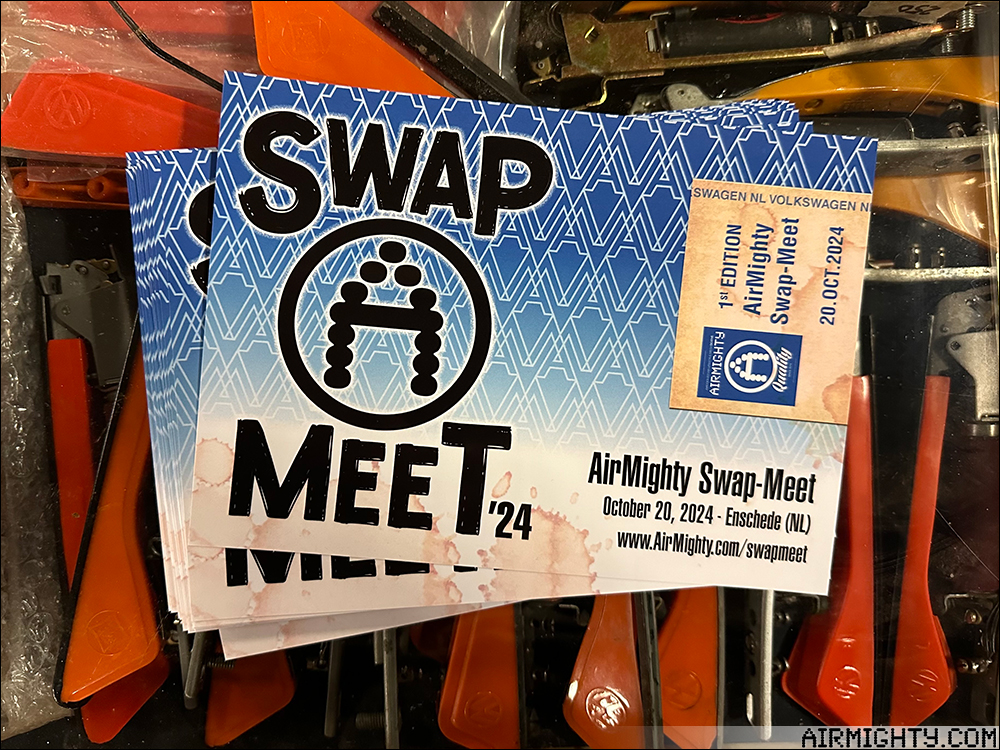 SWAP
MEET '24
SWAGEN NL VOLKSWAGEN N
1st EDITION
AirMighty
Swap-Meet
20.OCT.2024
AIRMIGHTY
Quality
AirMighty Swap-Meet
October 20, 2024 - Enschede (NL)
www.AirMighty.com/swapmeet
AIRMIGHTY.COM